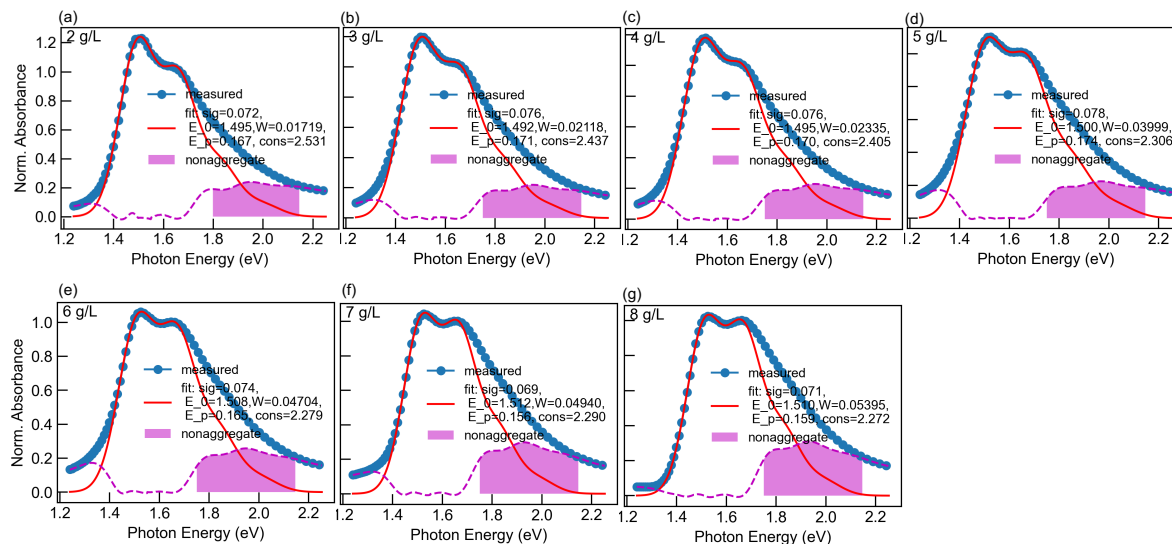 (a)
2 g/L
Norm. Absorbance
1.2
1.0
0.8
0.6
0.4
0.2
0.0
measured
fit: sig=0.072,
E_0=1.495,W=0.01719,
E_p=0.167, cons=2.531
nonaggregate
1.2 1.4 1.6 1.8 2.0 2.2
Photon Energy (eV)
(b)
3 g/L
measured
fit: sig=0.076,
E_0=1.492,W=0.02118,
E_p=0.171, cons=2.437
nonaggregate
1.2 1.4 1.6 1.8 2.0 2.2
Photon Energy (eV)
(c)
4 g/L
measured
fit: sig=0.076,
E_0=1.495,W=0.02335,
E_p=0.170, cons=2.405
nonaggregate
1.2 1.4 1.6 1.8 2.0 2.2
Photon Energy (eV)
(d)
5 g/L
measured
fit: sig=0.078,
E_0=1.500,W=0.03999,
E_p=0.174, cons=2.306
nonaggregate
1.2 1.4 1.6 1.8 2.0 2.2
Photon Energy (eV)
(e)
6 g/L
Norm. Absorbance
1.0
0.8
0.6
0.4
0.2
0.0
measured
fit: sig=0.074,
E_0=1.508,W=0.04704,
E_p=0.165, cons=2.279
nonaggregate
1.2 1.4 1.6 1.8 2.0 2.2
Photon Energy (eV)
(f)
7 g/L
measured
fit: sig=0.069,
E_0=1.512,W=0.04940,
E_p=0.156, cons=2.290
nonaggregate
1.2 1.4 1.6 1.8 2.0 2.2
Photon Energy (eV)
(g)
8 g/L
measured
fit: sig=0.071,
E_0=1.510,W=0.05395,
E_p=0.159, cons=2.272
nonaggregate
1.2 1.4 1.6 1.8 2.0 2.2
Photon Energy (eV)